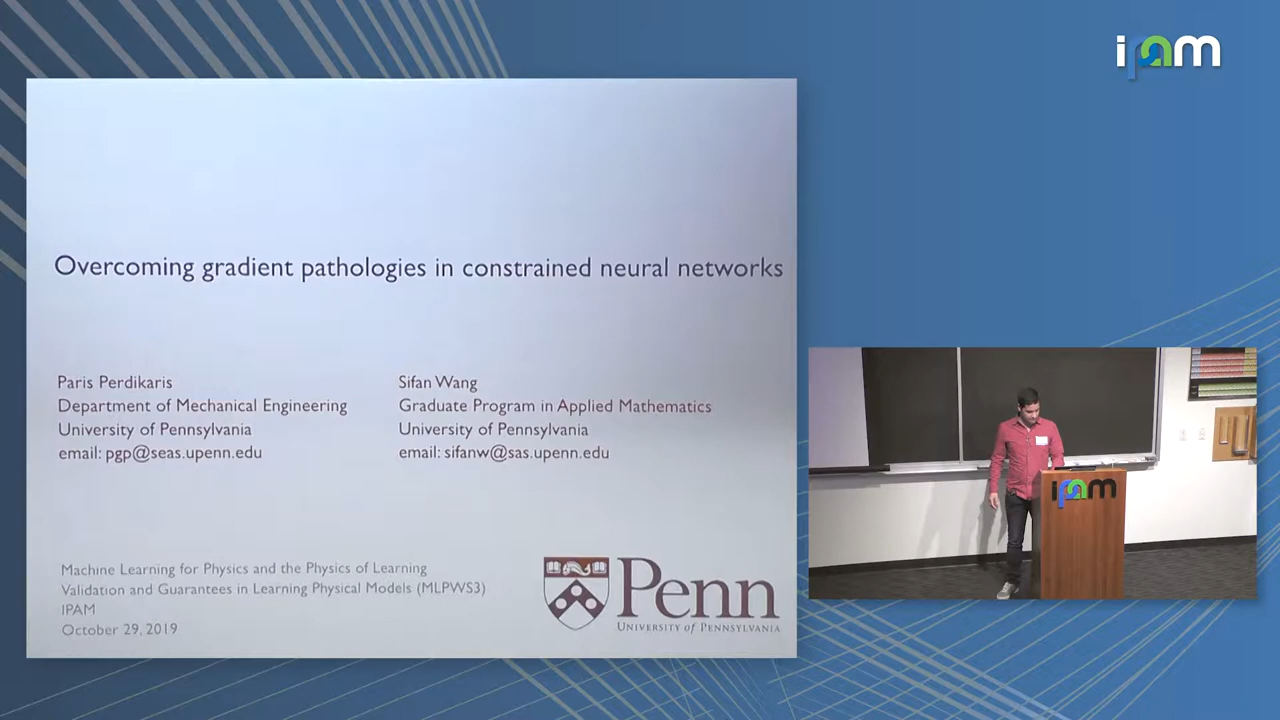 ipam
Overcoming gradient pathologies in constrained neural networks
Paris Perdikaris
Department of Mechanical Engineering
University of Pennsylvania
email: pgp@seas.upenn.edu
Sifan Wang
Graduate Program in Applied Mathematics
University of Pennsylvania
email: sifanw@sas.upenn.edu
Machine Learning for Physics and the Physics of Learning
Validation and Guarantees in Learning Physical Models (MLPWS3)
IPAM
October 29, 2019
Penn
UNIVERSITY of PENNSYLVANIA
ipam